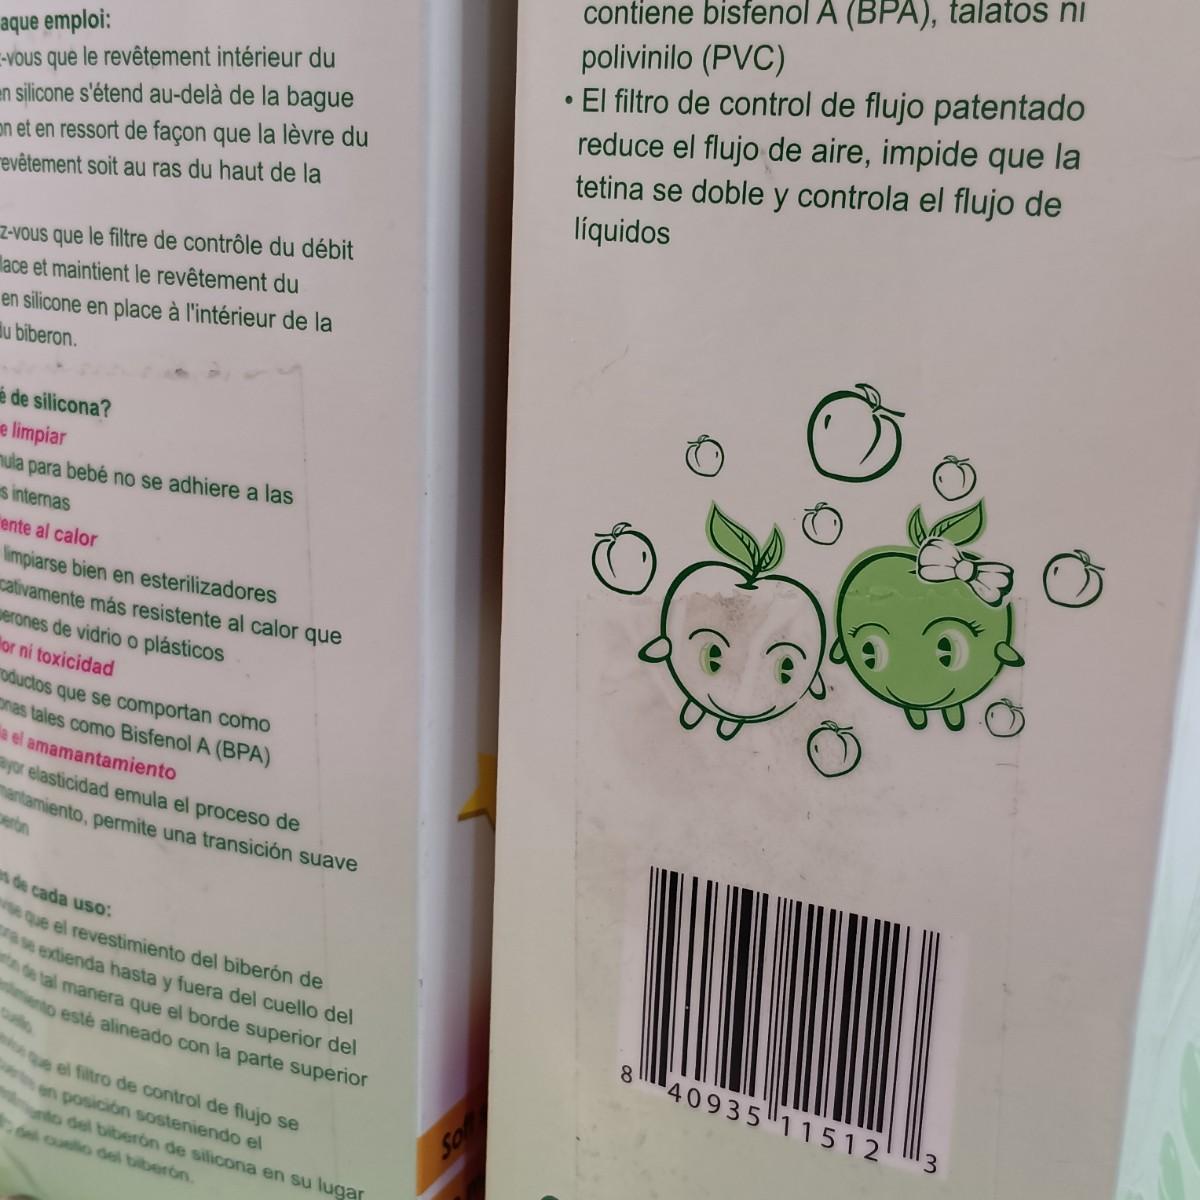 aque emploi:
-vous que le revêtement intérieur du
en silicone s'étend au-delà de la bague
on et en ressort de façon que la lèvre du
revêtement soit au ras du haut de la
z-vous que le filtre de contrôle du débit
lace et maintient le revêtement du
en silicone en place à l'intérieur de la
du biberon.
é de silicona?
e limpiar
mula para bebé no se adhiere a las
s internas
ente al calor
limpiarse bien en esterilizadores
cativamente más resistente al calor que
erones de vidrio o plásticos
or ni toxicidad
roductos que se comportan como
onas tales como Bisfenol A (BPA)
la el amamantamiento
ayor elasticidad emula el proceso de
mantamiento, permite una transición suave
berón
es de cada uso:
que el revestimiento del biberón de
se extienda hasta y fuera del cuello del
de tal manera que el borde superior del
esté alineado con la parte superior
cuello.
que el filtro de control de flujo se
en posición sosteniendo el
del biberón de silicona en su lugar
del cuello del biberón.
contiene bisfenol A (BPA), talatos ni
polivinilo (PVC)
• El filtro de control de flujo patentado
reduce el flujo de aire, impide que la
tetina se doble y controla el flujo de
líquidos
8 40935 11512 3